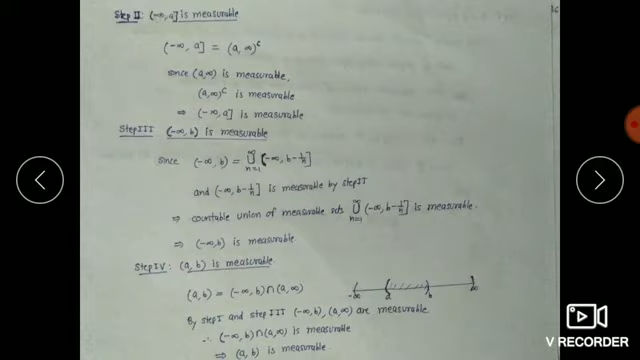 Step II: (-∞, a] is measurable
(-∞, a] = (a, ∞)ᶜ
since (a, ∞) is measurable,
(a, ∞)ᶜ is measurable
⇒ (-∞, a] is measurable
Step III (-∞, b) is measurable
since (-∞, b) = ∞∪n=1 (-∞, b-1/n]
and (-∞, b-1/n] is measurable by step II
⇒ countable union of measurable sets ∞∪n=1 (-∞, b-1/n] is measurable.
⇒ (-∞, b) is measurable.
Step IV: (a, b) is measurable
(a, b) = (-∞, b) ∩ (a, ∞)
-∞ a b ∞
By step I and step III (-∞, b), (a, ∞) are measurable.
∴ (-∞, b) ∩ (a, ∞) is measurable
⇒ (a, b) is measurable
V RECORDER